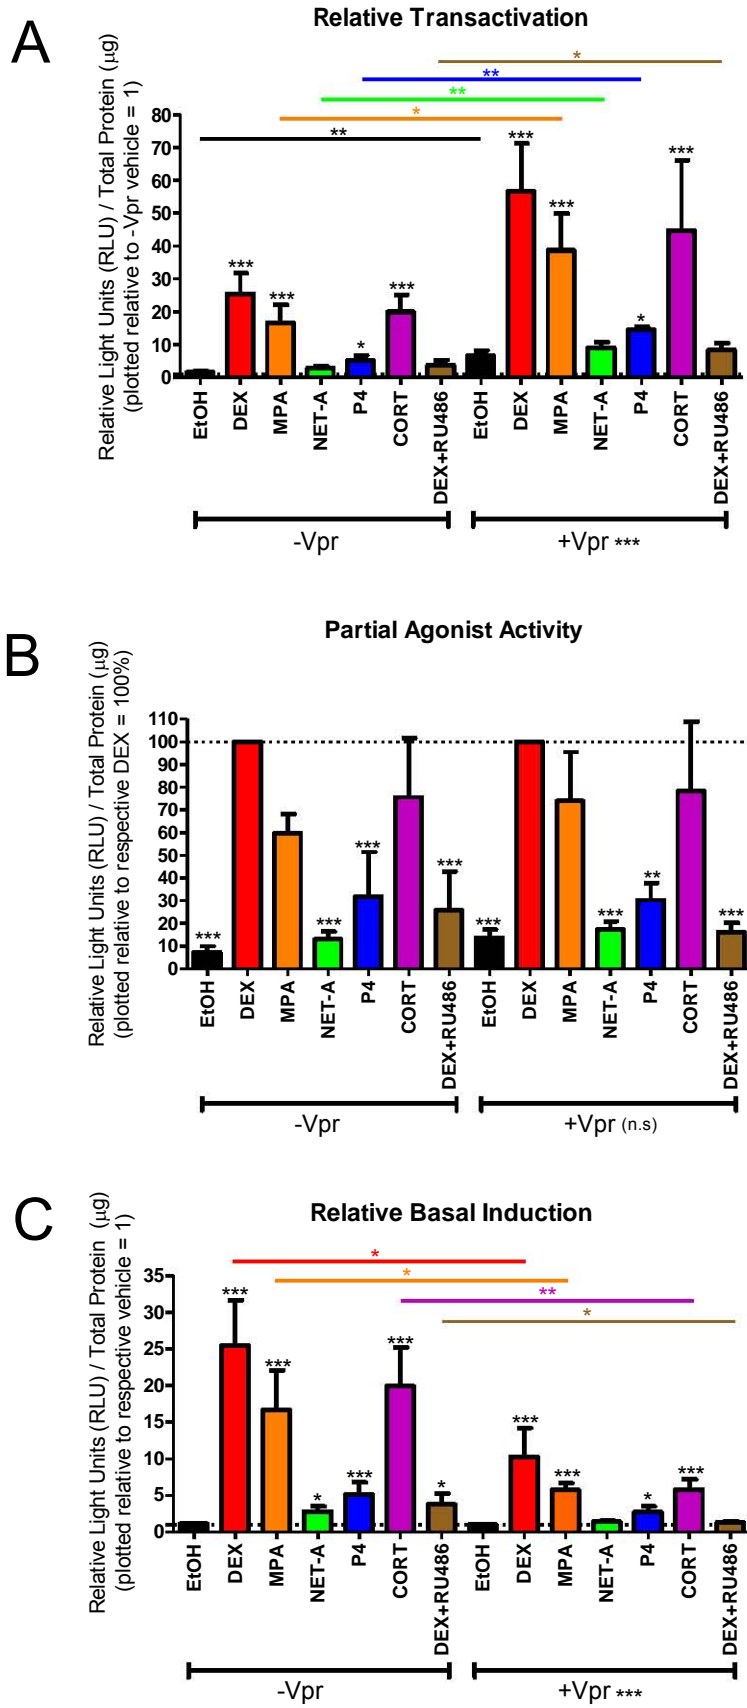 A
Relative Transactivation
Relative Light Units (RLU) / Total Protein (µg)
(plotted relative to -Vpr vehicle = 1)
*
**
**
*
**
80
70
60
50
40
30
20
10
0
*** *** * *** *** *** * ***
EtOH DEX MPA NET-A P4 CORT DEX+RU486 EtOH DEX MPA NET-A P4 CORT DEX+RU486
-Vpr +Vpr ***
B
Partial Agonist Activity
Relative Light Units (RLU) / Total Protein (µg)
(plotted relative to respective DEX = 100%)
110
100
90
80
70
60
50
40
30
20
10
0
*** *** *** *** *** *** ** ***
EtOH DEX MPA NET-A P4 CORT DEX+RU486 EtOH DEX MPA NET-A P4 CORT DEX+RU486
-Vpr +Vpr (n.s)
C
Relative Basal Induction
Relative Light Units (RLU) / Total Protein (µg)
(plotted relative to respective vehicle = 1)
*
*
**
*
35
30
25
20
15
10
5
0
*** *** * *** *** * *** *** * ***
EtOH DEX MPA NET-A P4 CORT DEX+RU486 EtOH DEX MPA NET-A P4 CORT DEX+RU486
-Vpr +Vpr ***